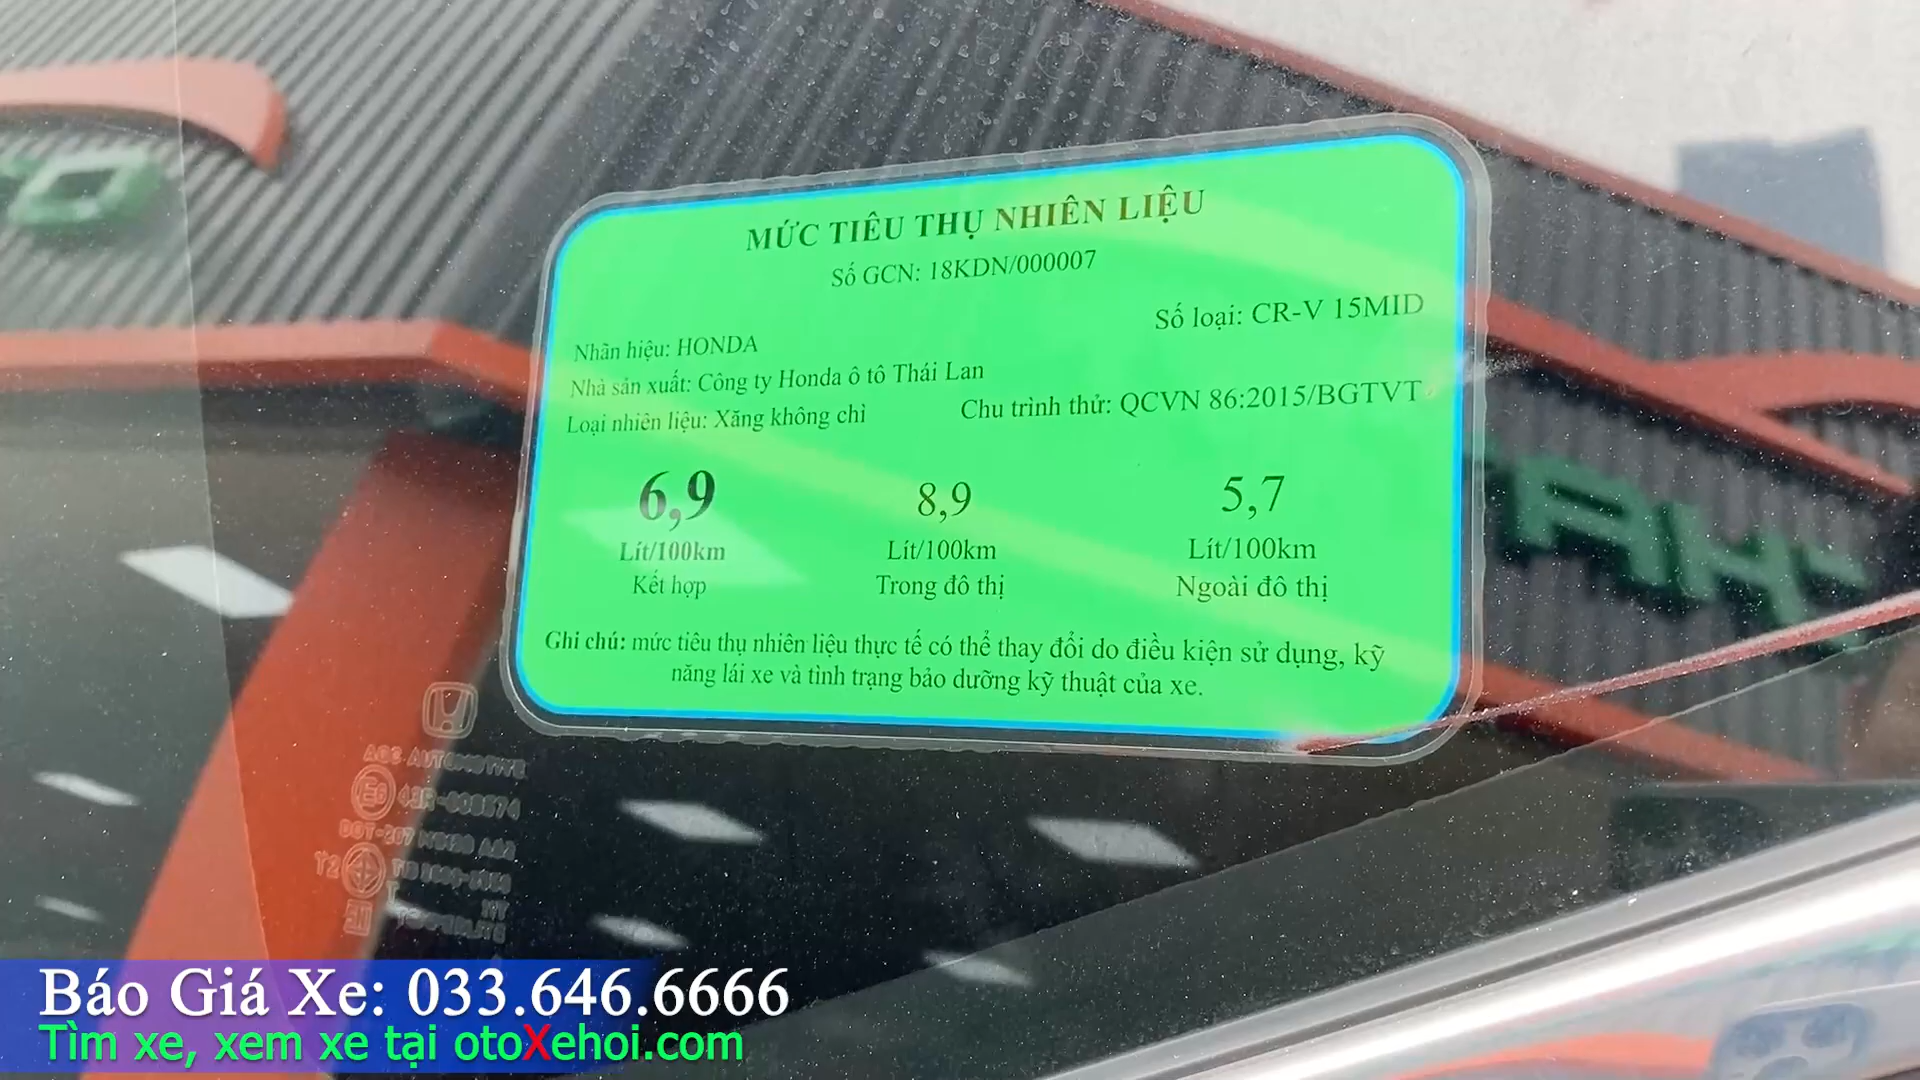 MỨC TIÊU THỤ NHIÊN LIỆU
Số GCN: 18KDN/000007
Số loại: CR-V 15MID
Nhãn hiệu: HONDA
Nhà sản xuất: Công ty Honda ô tô Thái Lan
Loại nhiên liệu: Xăng không chì
Chu trình thử: QCVN 86:2015/BGTVT
6,9
Lít/100km
Kết hợp
8,9
Lít/100km
Trong đô thị
5,7
Lít/100km
Ngoài đô thị
Ghi chú: mức tiêu thụ nhiên liệu thực tế có thể thay đổi do điều kiện sử dụng, kỹ
năng lái xe và tình trạng bảo dưỡng kỹ thuật của xe.
AGC AUTOMOTIVE
Báo Giá Xe: 033.646.6666
Tìm xe, xem xe tại otoXehoi.com